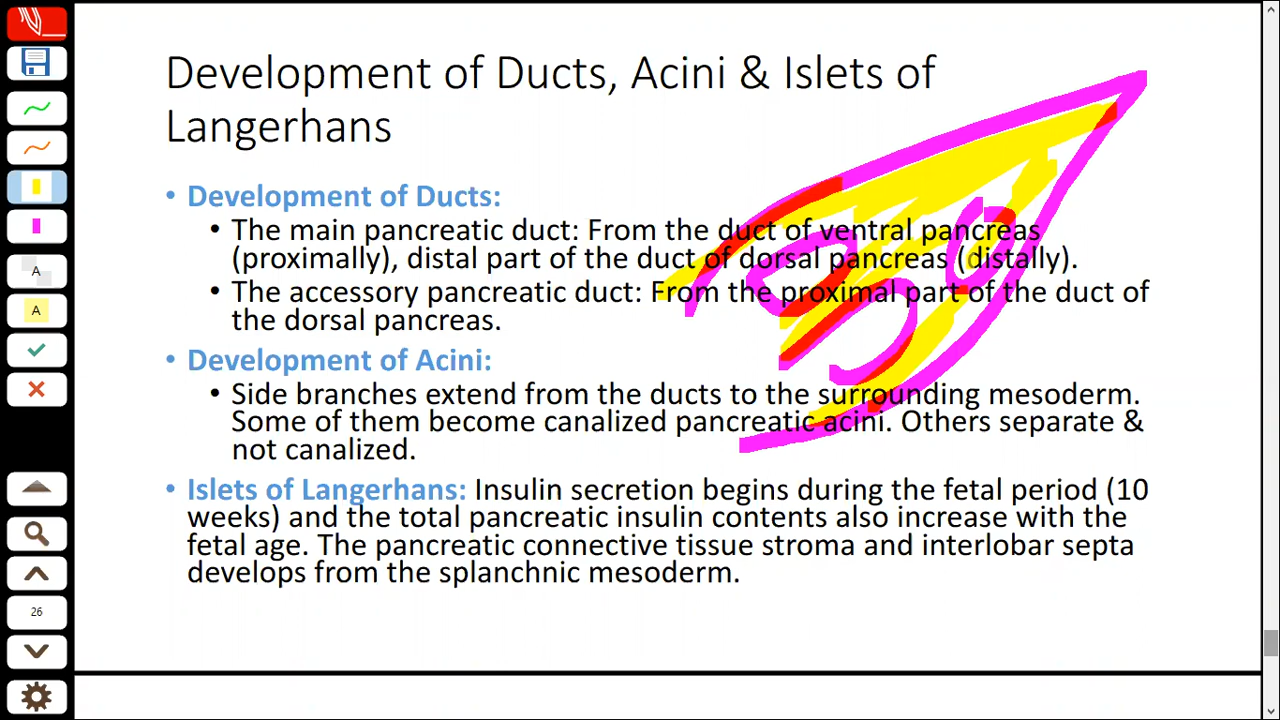 Development of Ducts, Acini & Islets of
Langerhans
• Development of Ducts:
• The main pancreatic duct: From the duct of ventral pancreas
(proximally), distal part of the duct of dorsal pancreas (distally).
• The accessory pancreatic duct: From the proximal part of the duct of
the dorsal pancreas.
• Development of Acini:
• Side branches extend from the ducts to the surrounding mesoderm.
Some of them become canalized pancreatic acini. Others separate &
not canalized.
• Islets of Langerhans: Insulin secretion begins during the fetal period (10
weeks) and the total pancreatic insulin contents also increase with the
fetal age. The pancreatic connective tissue stroma and interlobar septa
develops from the splanchnic mesoderm.
A
A
26